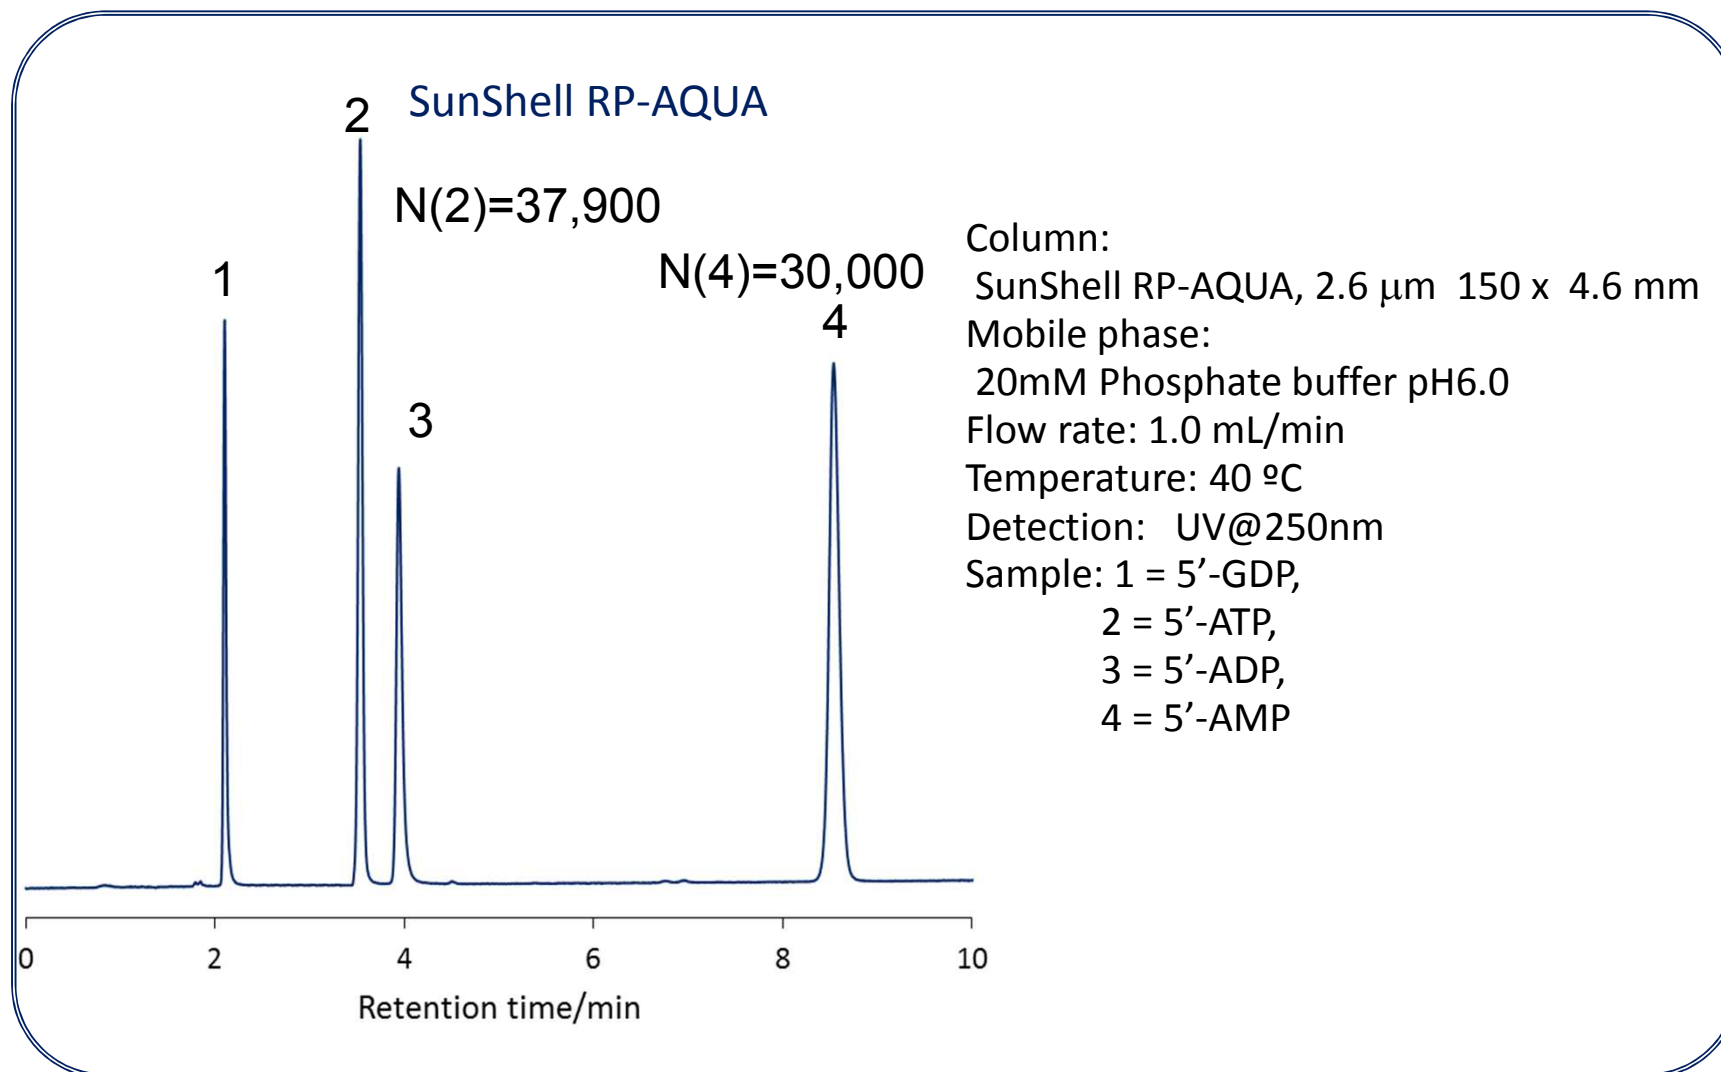 SunShell RP-AQUA
2
N(2)=37,900
1
N(4)=30,000
4
3
Column:
SunShell RP-AQUA, 2.6 μm  150 x  4.6 mm
Mobile phase:
20mM Phosphate buffer pH6.0
Flow rate: 1.0 mL/min
Temperature: 40 ºC
Detection:   UV@250nm
Sample: 1 = 5’-GDP,
2 = 5’-ATP,
3 = 5’-ADP,
4 = 5’-AMP
0 2 4 6 8 10
Retention time/min